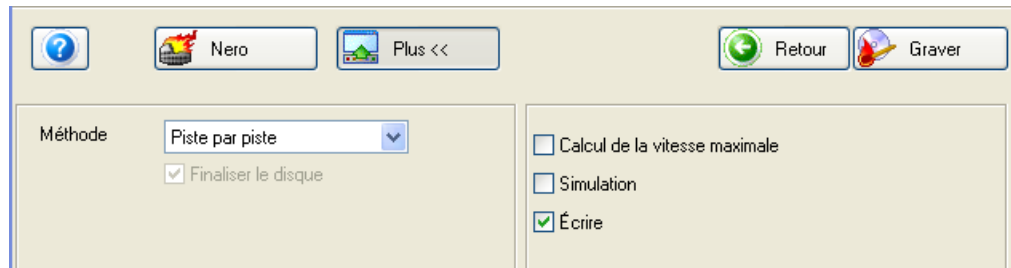 Nero
Plus <<
Retour
Graver
Méthode
Piste par piste
Finaliser le disque
Calcul de la vitesse maximale
Simulation
Écrire